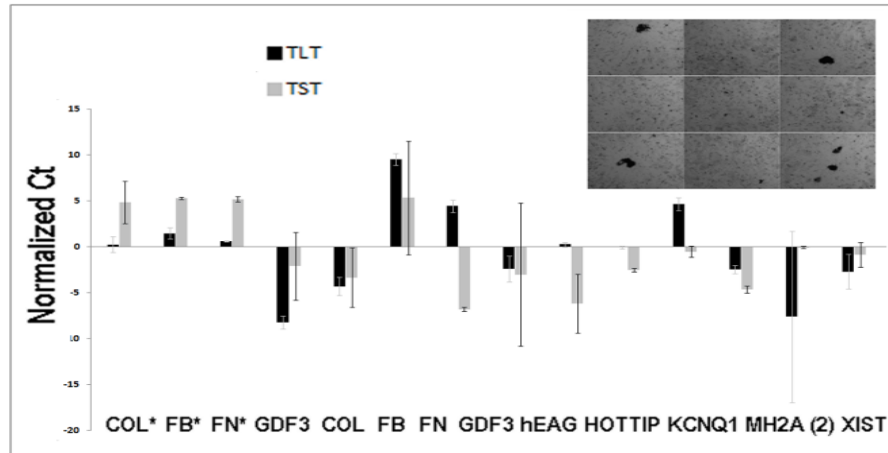 TLT
TST
Normalized Ct
15
10
5
0
-5
-10
-15
-20
COL* FB* FN* GDF3 COL FB FN GDF3 hEAG HOTTIP KCNQ1 MH2A (2) XIST